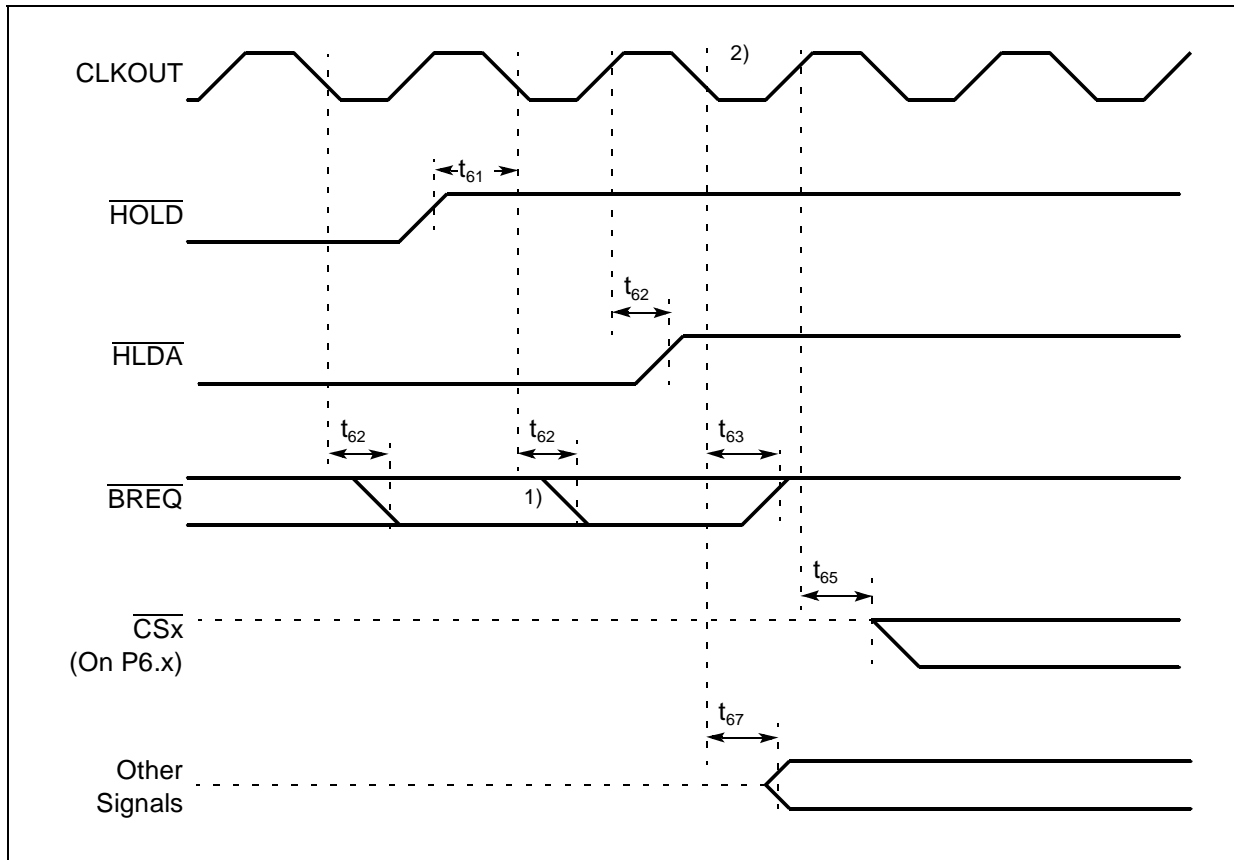 CLKOUT
2)
t61
HOLD
t62
HLDA
t62
t62
t63
BREQ
1)
t65
CSx
(On P6.x)
t67
Other
Signals